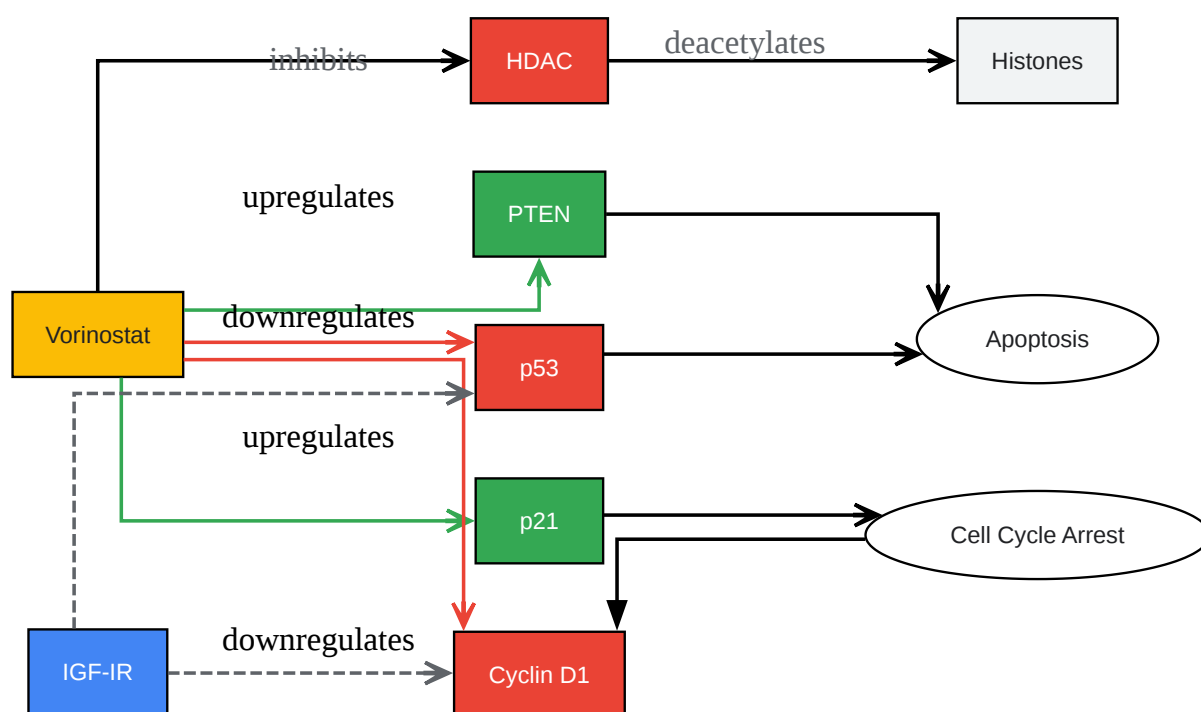 inhibits
HDAC
deacetylates
Histones
upregulates
PTEN
downregulates
Vorinostat
p53
Apoptosis
upregulates
p21
Cell Cycle Arrest
downregulates
IGF-IR
Cyclin D1